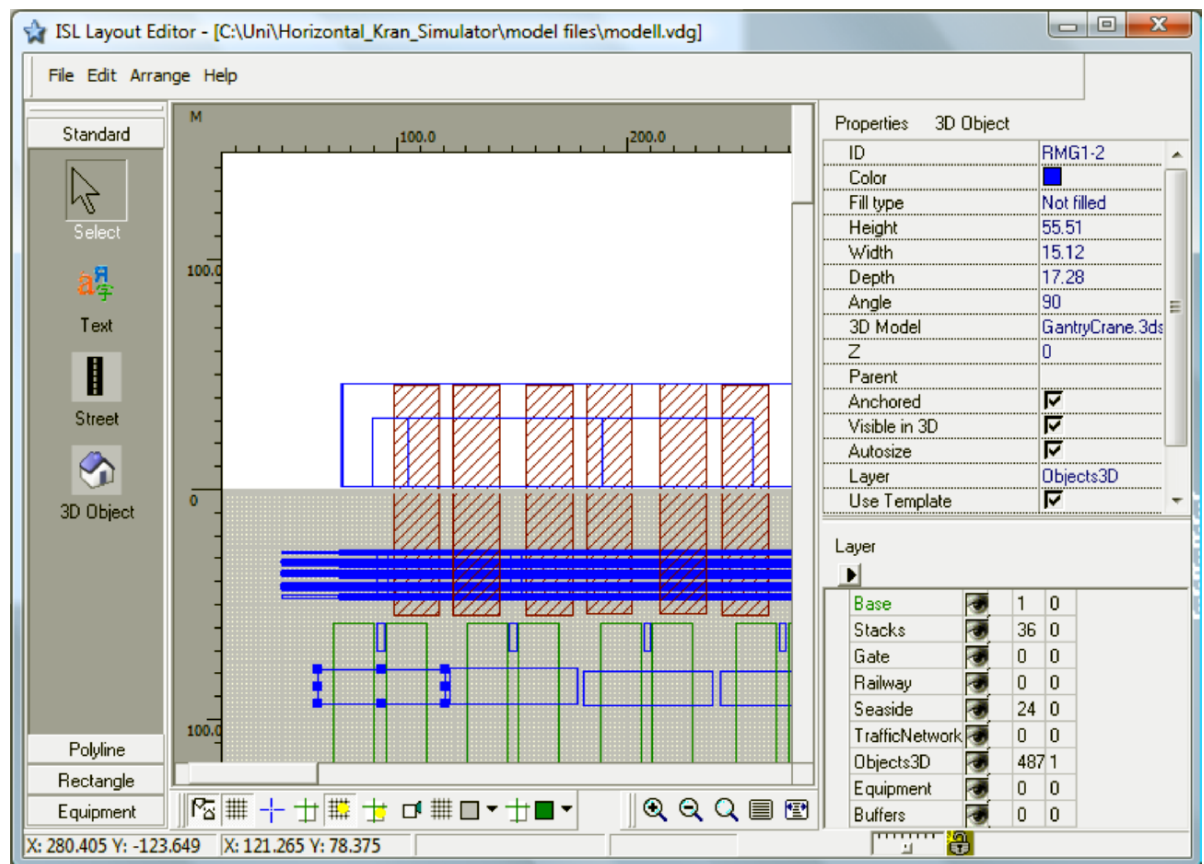 ISL Layout Editor - [C:\Uni\Horizontal_Kran_Simulator\model files\modell.vdg]
File Edit Arrange Help
Standard
Select
Text
Street
3D Object
Polyline
Rectangle
Equipment
M
100.0
200.0
100.0
0
100.0
Properties 3D Object
ID RMG1-2
Color
Fill type Not filled
Height 55.51
Width 15.12
Depth 17.28
Angle 90
3D Model GantryCrane.3ds
Z 0
Parent
Anchored
Visible in 3D
Autosize
Layer Objects3D
Use Template
Layer
Base 1 0
Stacks 36 0
Gate 0 0
Railway 0 0
Seaside 24 0
TrafficNetwork 0 0
Objects3D 487 1
Equipment 0 0
Buffers 0 0
X: 280.405 Y: -123.649 X: 121.265 Y: 78.375